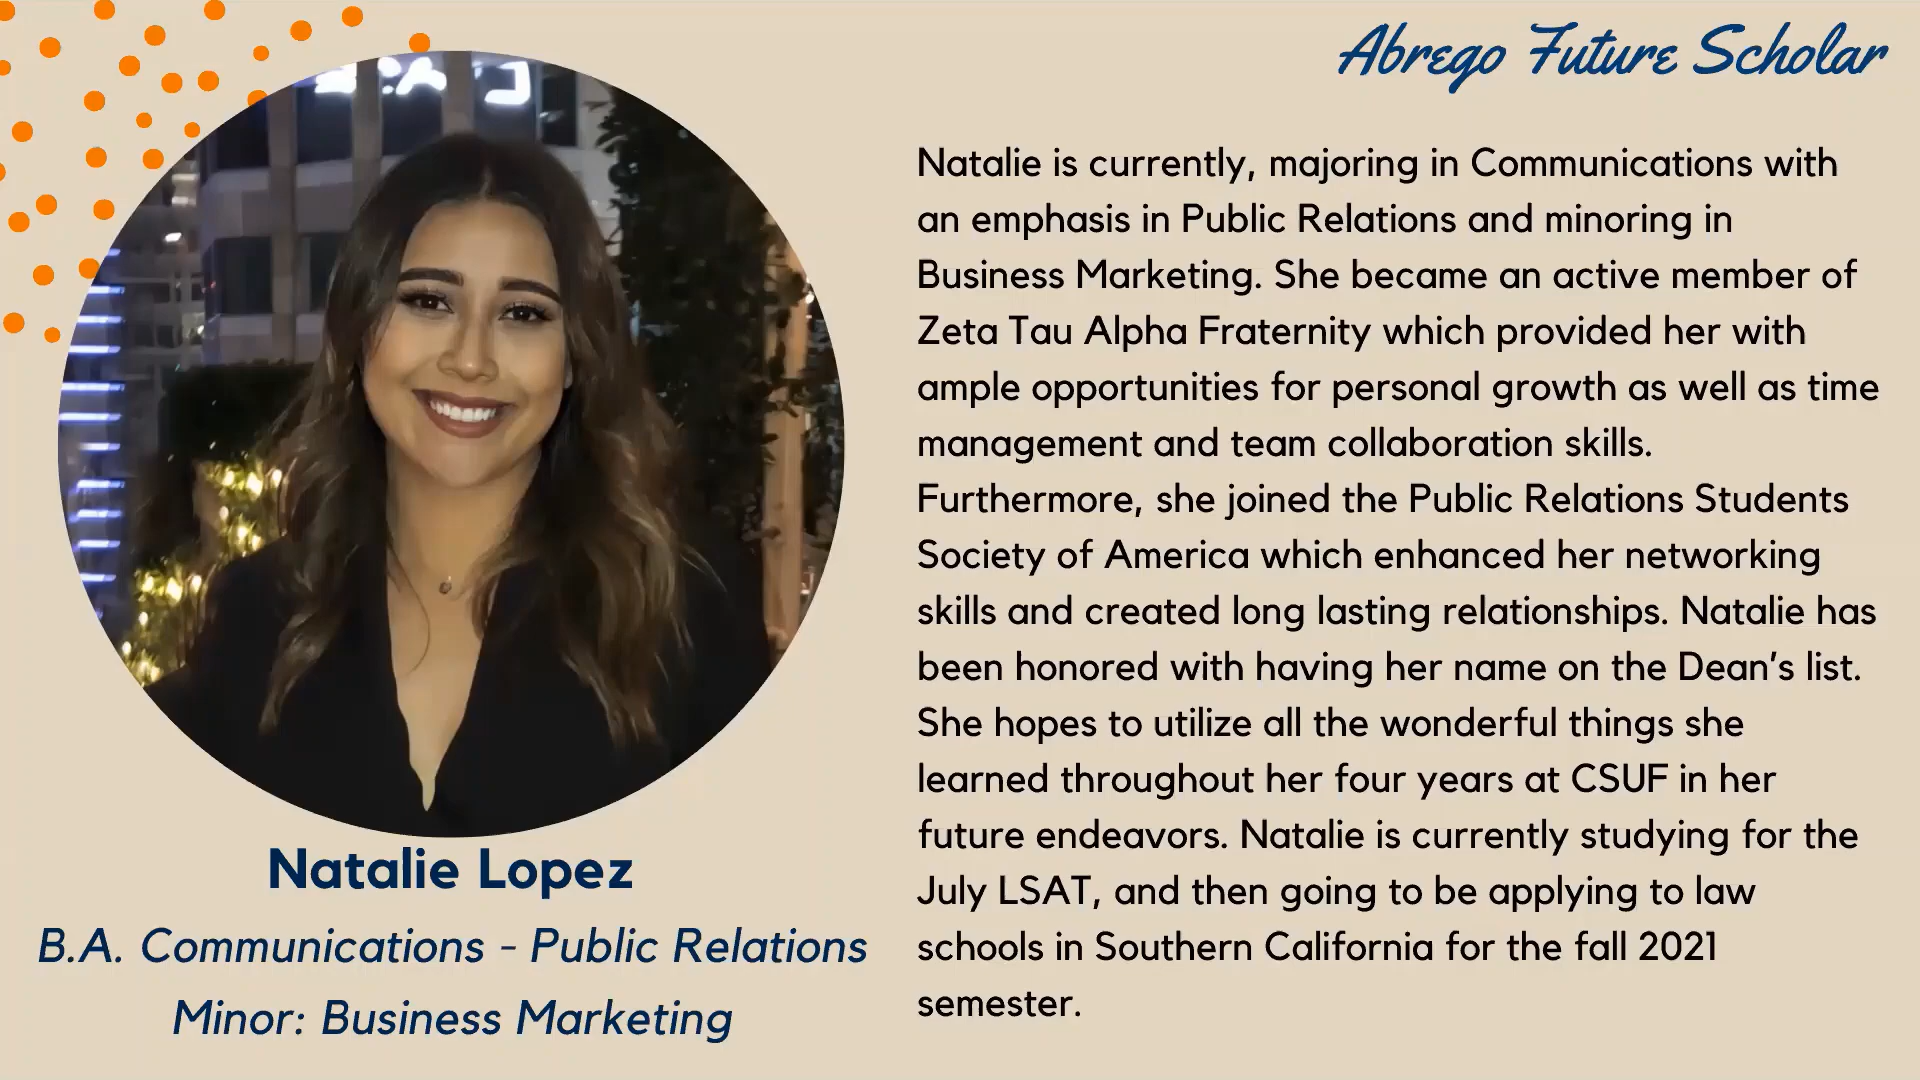 Abrego Future Scholar
Natalie is currently, majoring in Communications with
an emphasis in Public Relations and minoring in
Business Marketing. She became an active member of
Zeta Tau Alpha Fraternity which provided her with
ample opportunities for personal growth as well as time
management and team collaboration skills.
Furthermore, she joined the Public Relations Students
Society of America which enhanced her networking
skills and created long lasting relationships. Natalie has
been honored with having her name on the Dean's list.
She hopes to utilize all the wonderful things she
learned throughout her four years at CSUF in her
future endeavors. Natalie is currently studying for the
July LSAT, and then going to be applying to law
schools in Southern California for the fall 2021
semester.
Natalie Lopez
B.A. Communications - Public Relations
Minor: Business Marketing